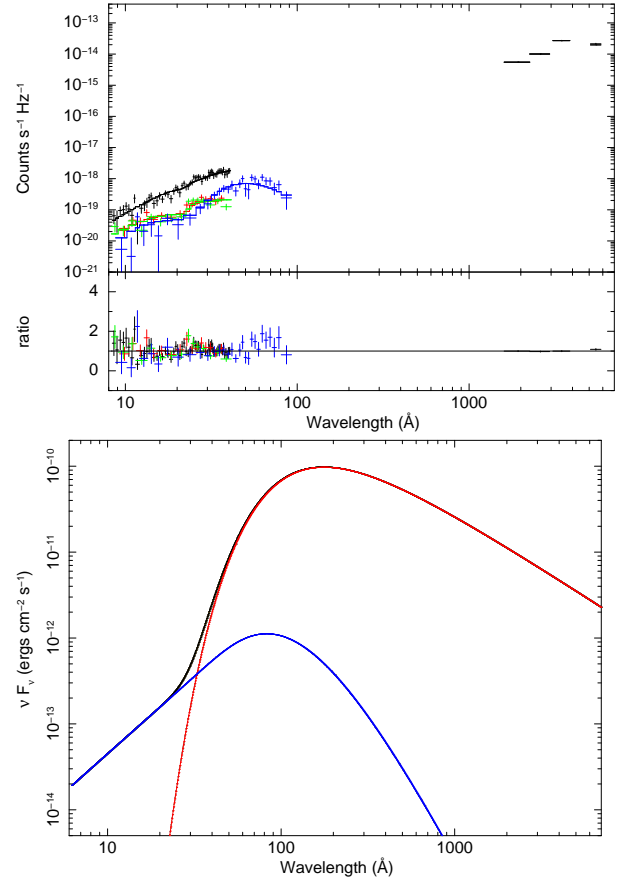 10⁻¹³
10⁻¹⁴
10⁻¹⁵
10⁻¹⁶
10⁻¹⁷
10⁻¹⁸
10⁻¹⁹
10⁻²⁰
10⁻²¹
Counts s⁻¹ Hz⁻¹
4
2
0
ratio
10 100 1000
Wavelength (Å)
10⁻¹⁰
10⁻¹¹
10⁻¹²
10⁻¹³
10⁻¹⁴
ν Fᵥ (ergs cm⁻² s⁻¹)
10 100 1000
Wavelength (Å)